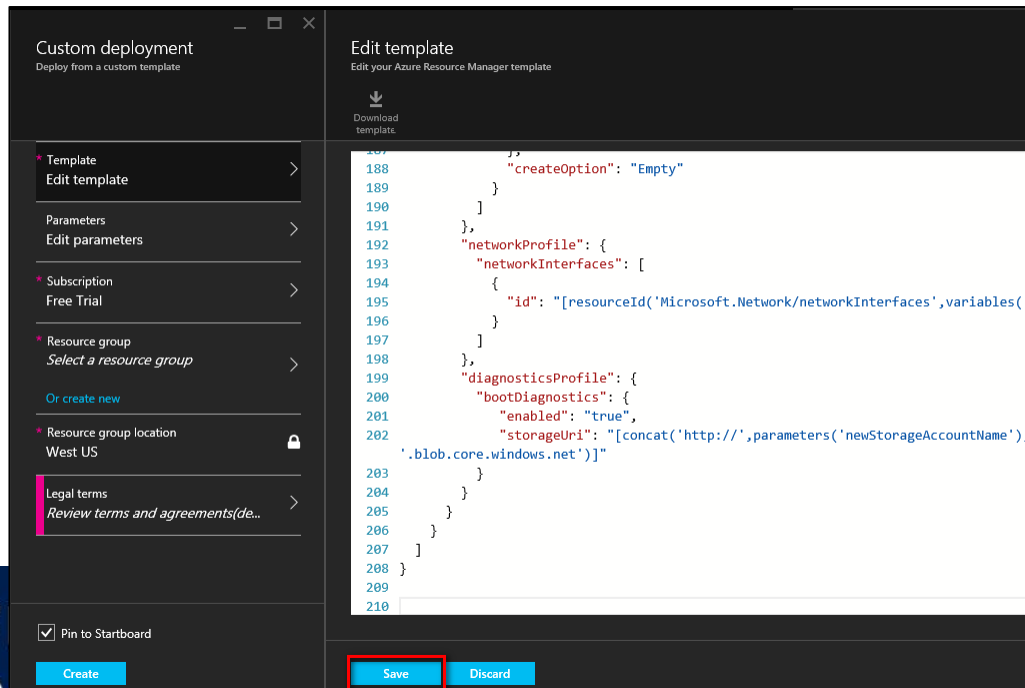 Custom deployment
Deploy from a custom template
* Template
Edit template
Parameters
Edit parameters
* Subscription
Free Trial
* Resource group
Select a resource group
Or create new
* Resource group location
West US
Legal terms
Review terms and agreements(de...
Pin to Startboard
Create
Edit template
Edit your Azure Resource Manager template
Download
template.
187 },
188 "createOption": "Empty"
189 }
190 ]
191 },
192 "networkProfile": {
193 "networkInterfaces": [
194 {
195 "id": "[resourceId('Microsoft.Network/networkInterfaces',variables(
196 }
197 ]
198 },
199 "diagnosticsProfile": {
200 "bootDiagnostics": {
201 "enabled": "true",
202 "storageUri": "[concat('http://',parameters('newStorageAccountName'),
'.blob.core.windows.net')]"
203 }
204 }
205 }
206 }
207 ]
208 }
209
210
Save
Discard